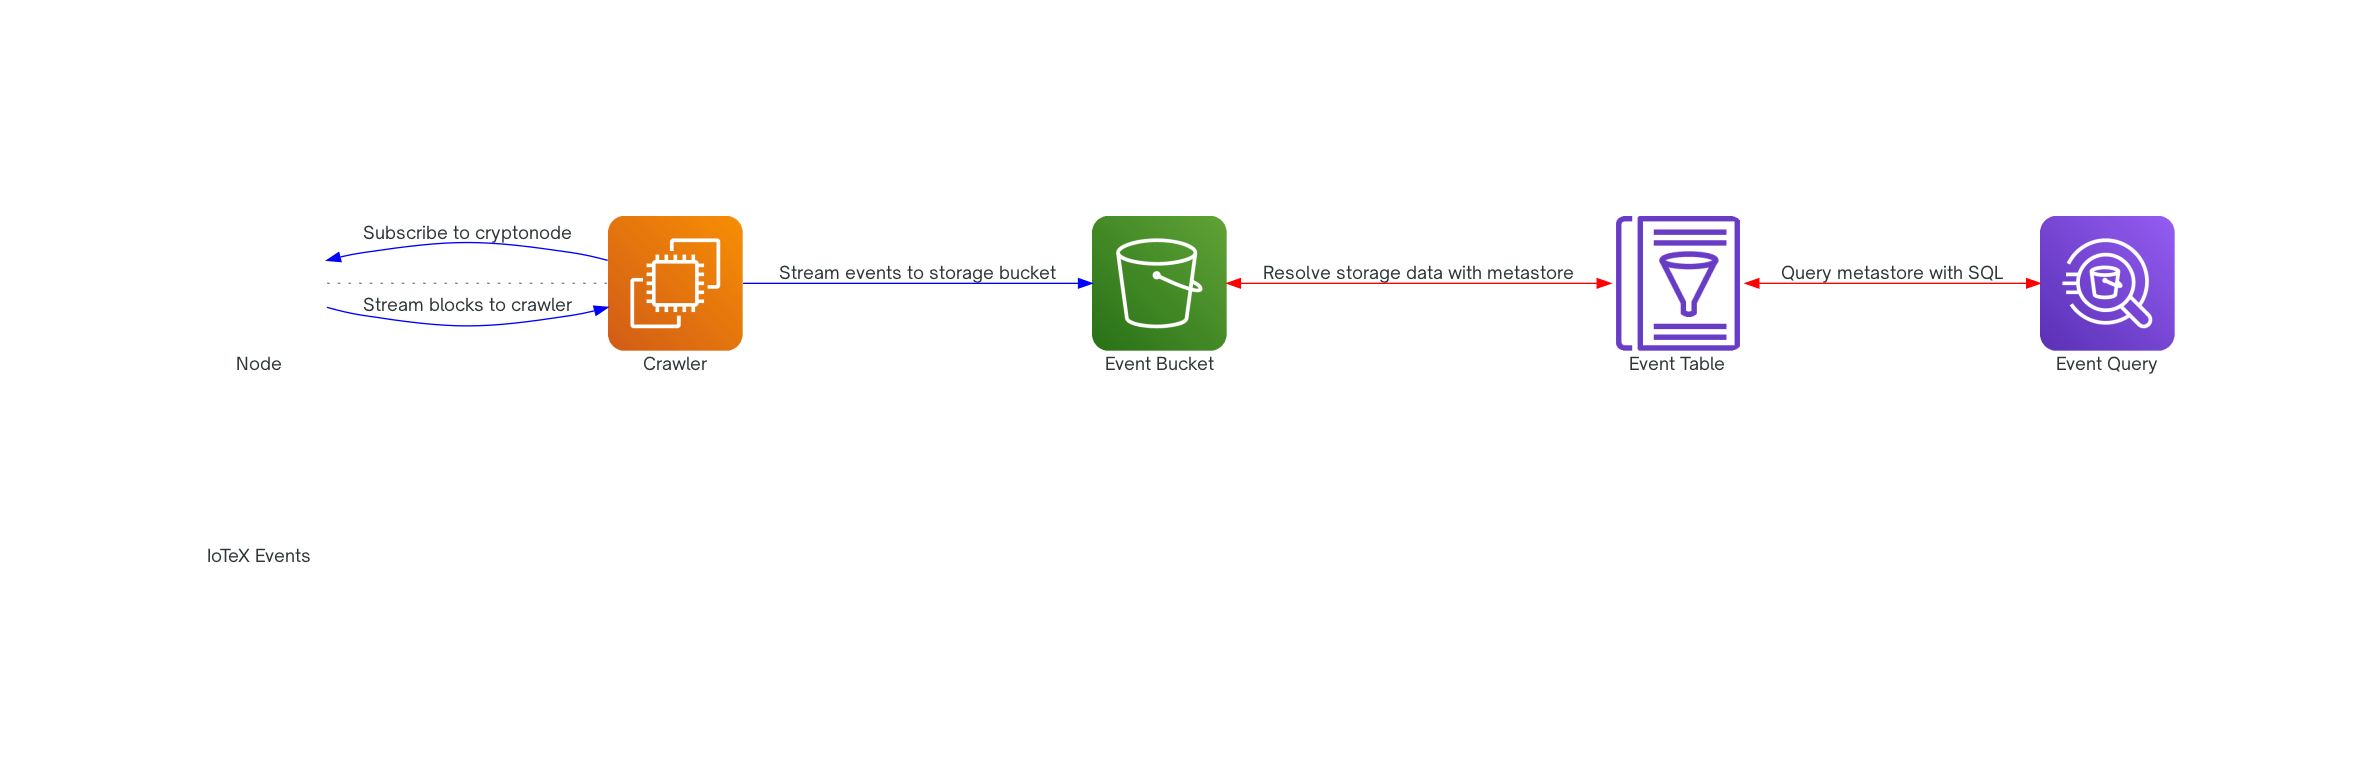 Subscribe to cryptonode
Stream blocks to crawler
Stream events to storage bucket
Resolve storage data with metastore
Query metastore with SQL
Node
Crawler
Event Bucket
Event Table
Event Query
IoTeX Events